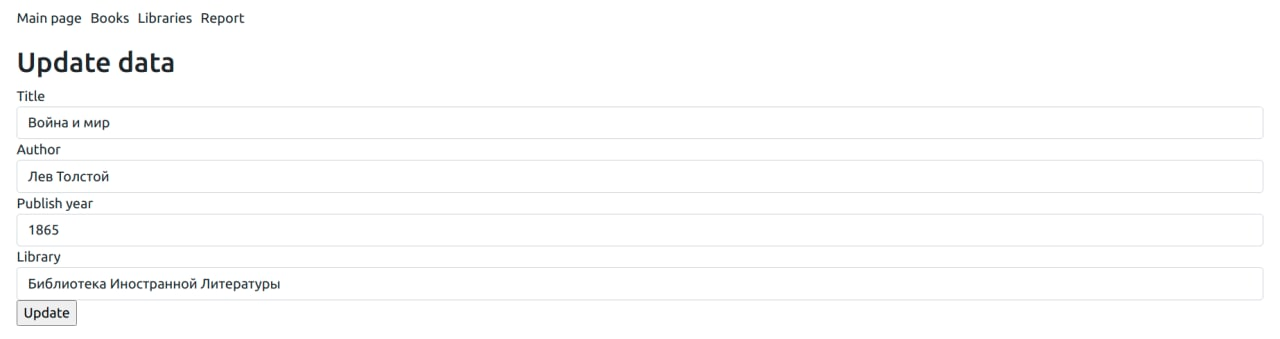 Main page Books Libraries Report
Update data
Title
Война и мир
Author
Лев Толстой
Publish year
1865
Library
Библиотека Иностранной Литературы
Update